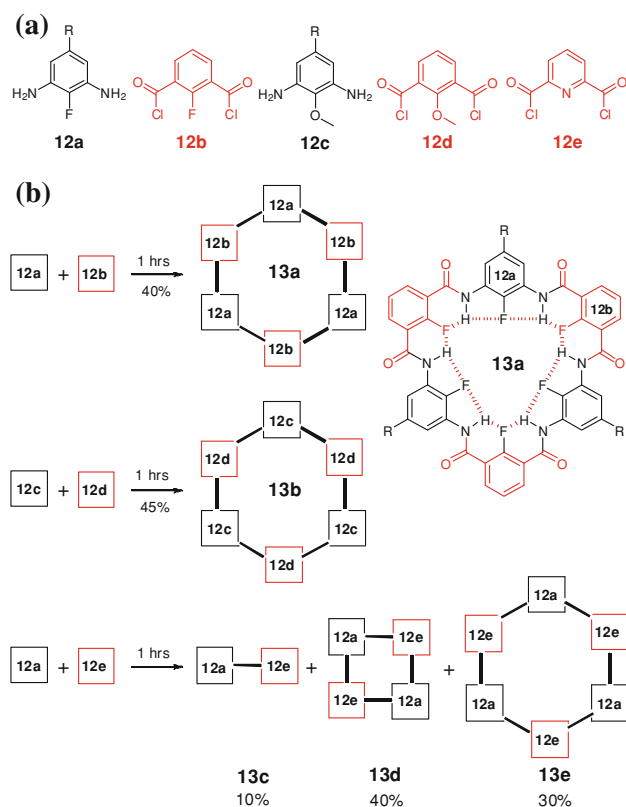 (a)
R R
NH2 NH2 O O NH2 NH2 O O O O
F Cl F Cl O Cl O Cl Cl N Cl
12a 12b 12c 12d 12e
(b)
12a + 12b 1 hrs 40%
12a 12b 12a 12b 12a 12b
13a
R
O 12a O
N H F H N
F F 12b
O H H O
N 13a N
F F
R N H F H N R
O O
12c + 12d 1 hrs 45%
12c 12d 12c 12d 12c 12d
13b
12a + 12e 1 hrs
12a 12e + 12a 12e 12e 12a + 12a 12e 12a 12e 12a 12e
13c 13d 13e
10% 40% 30%